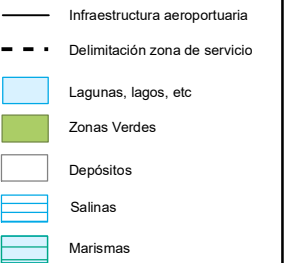 Infraestructura aeroportuaria
Delimitación zona de servicio
Lagunas, lagos, etc
Zonas Verdes
Depósitos
Salinas
Marismas